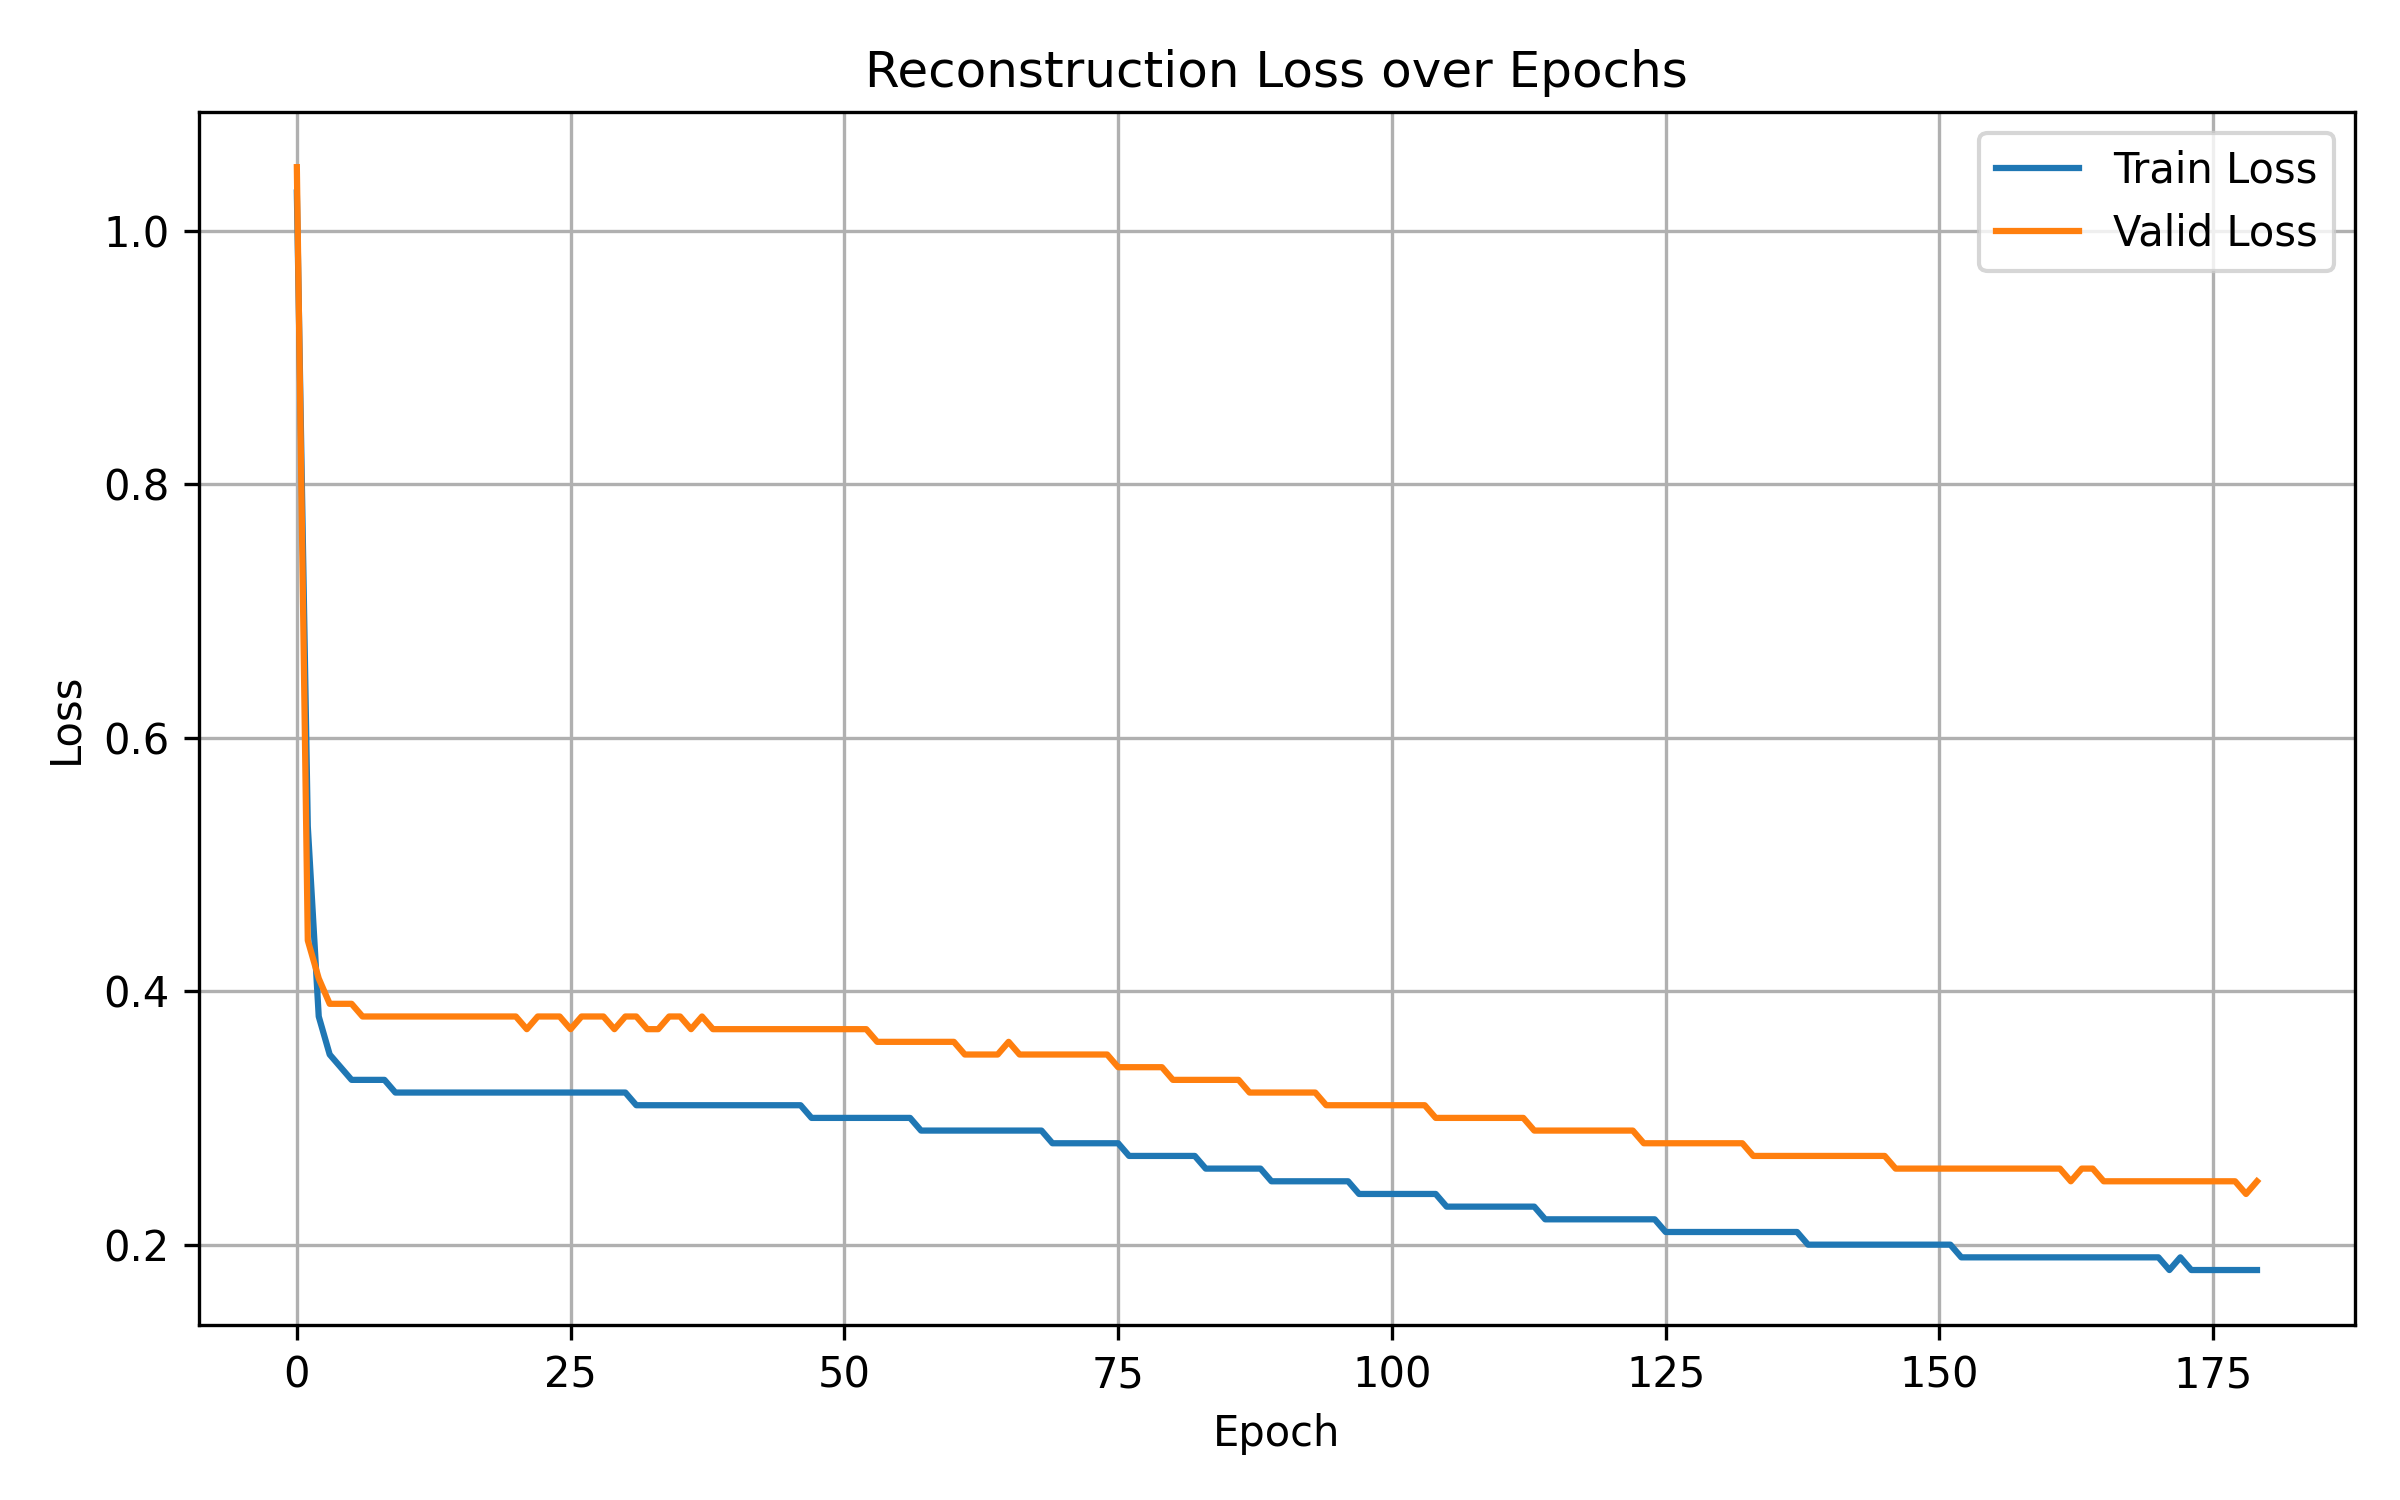 Reconstruction Loss over Epochs
Train Loss
Valid Loss
1.0
0.8
0.6
0.4
0.2
Loss
0 25 50 75 100 125 150 175
Epoch